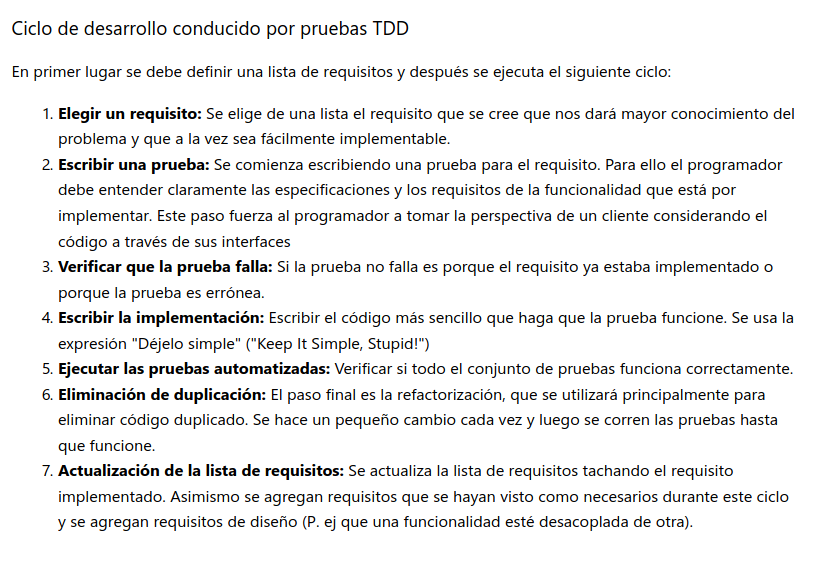 Ciclo de desarrollo conducido por pruebas TDD
En primer lugar se debe definir una lista de requisitos y después se ejecuta el siguiente ciclo:
1. Elegir un requisito: Se elige de una lista el requisito que se cree que nos dará mayor conocimiento del
problema y que a la vez sea fácilmente implementable.
2. Escribir una prueba: Se comienza escribiendo una prueba para el requisito. Para ello el programador
debe entender claramente las especificaciones y los requisitos de la funcionalidad que está por
implementar. Este paso fuerza al programador a tomar la perspectiva de un cliente considerando el
código a través de sus interfaces
3. Verificar que la prueba falla: Si la prueba no falla es porque el requisito ya estaba implementado o
porque la prueba es errónea.
4. Escribir la implementación: Escribir el código más sencillo que haga que la prueba funcione. Se usa la
expresión "Déjelo simple" ("Keep It Simple, Stupid!")
5. Ejecutar las pruebas automatizadas: Verificar si todo el conjunto de pruebas funciona correctamente.
6. Eliminación de duplicación: El paso final es la refactorización, que se utilizará principalmente para
eliminar código duplicado. Se hace un pequeño cambio cada vez y luego se corren las pruebas hasta
que funcione.
7. Actualización de la lista de requisitos: Se actualiza la lista de requisitos tachando el requisito
implementado. Asimismo se agregan requisitos que se hayan visto como necesarios durante este ciclo
y se agregan requisitos de diseño (P. ej que una funcionalidad esté desacoplada de otra).